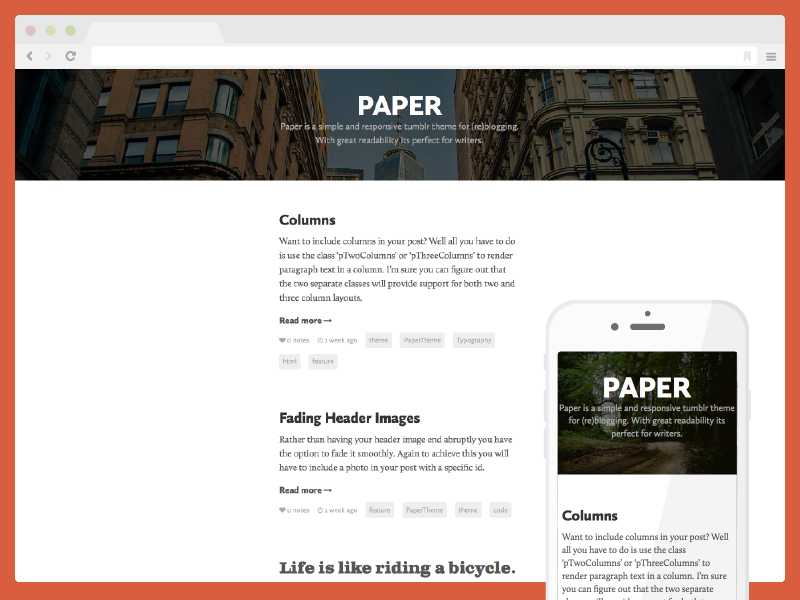 PAPER
Paper is a simple and responsive tumblr theme for (re)blogging.
With great readability its perfect for writers.
Columns
Want to include columns in your post? Well all you have to do
is use the class 'pTwoColumns' or 'pThreeColumns' to render
paragraph text in a column. I'm sure you can figure out that
the two separate classes will provide support for both two and
three column layouts.
Read more →
0 notes 1 week ago theme PaperTheme Typography
html feature
Fading Header Images
Rather than having your header image end abruptly you have
the option to fade it smoothly. Again to achieve this you will
have to include a photo in your post with a specific id.
Read more →
0 notes 1 week ago feature PaperTheme theme code
Life is like riding a bicycle.
PAPER
Paper is a simple and responsive tumblr theme
for (re)blogging. With great readability its
perfect for writers.
Columns
Want to include columns in your post? Well
all you have to do is use the class
'pTwoColumns' or 'pThreeColumns' to
render paragraph text in a column. I'm sure
you can figure out that the two separate